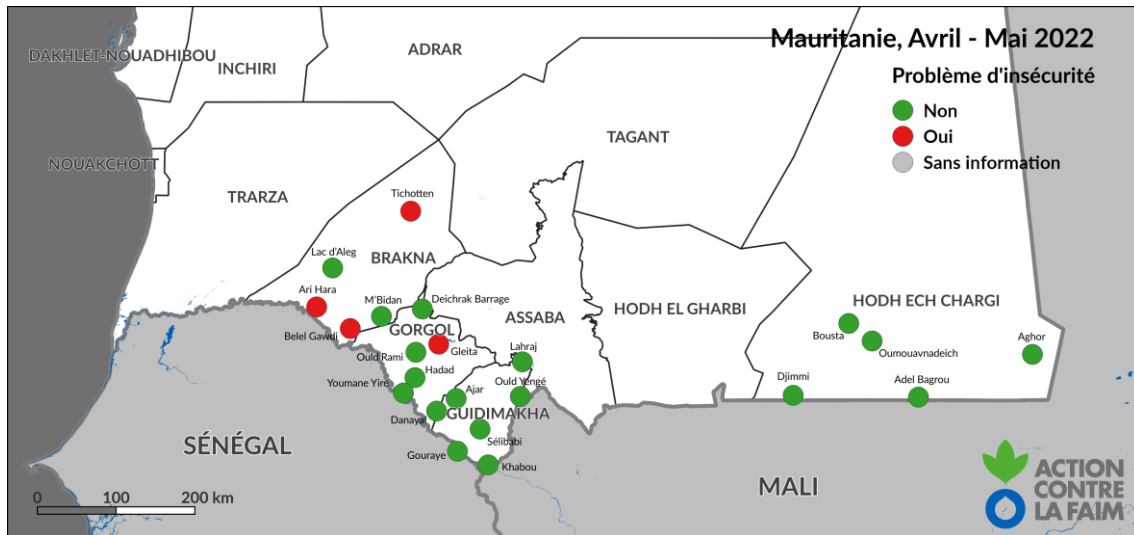 Mauritanie, Avril - Mai 2022
Problème d'insécurité
Non
Oui
Sans information
DAKHLET-NOUADHIBOU
INCHIRI
ADRAR
NOUAKCHOTT
TRARZA
TAGANT
Tichotten
Lac d'Aleg
BRAKNA
Ari Hara
M'Bidan
Deichrak Barrage
Belel Gawdi
GORGOL
ASSABA
HODH EL GHARBI
HODH ECH CHARGI
Bousta
Oumouavnadeich
Aghor
Ould Rami
Gleita
Lahraj
Hadad
Youmane Yire
Ajar
Ould Yengé
Djimmi
Adel Bagrou
Danayal
GUIDIMAKHA
Sélibabi
Gouraye
Khabou
SÉNÉGAL
MALI
0 100 200 km
ACTION
CONTRE
LA FAIM